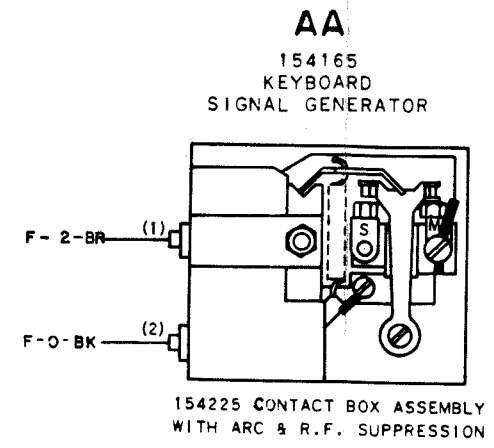 AA
154165
KEYBOARD
SIGNAL GENERATOR
S
M
F-2-BR (1)
F-O-BK (2)
154225 CONTACT BOX ASSEMBLY
WITH ARC & R.F. SUPPRESSION